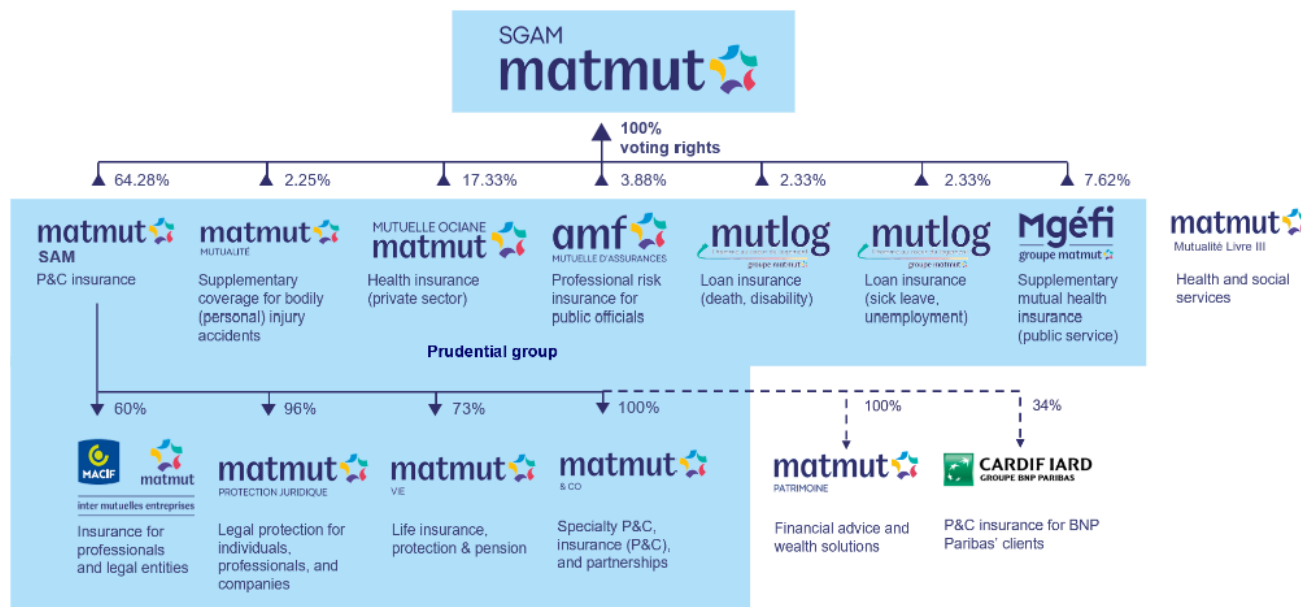 SGAM
matmut
100%
voting rights
64.28%
2.25%
17.33%
3.88%
2.33%
2.33%
7.62%
matmut
SAM
P&C insurance
matmut
MUTUALITÉ
Supplementary
coverage for bodily
(personal) injury
accidents
MUTUELLE OCIANE
matmut
Health insurance
(private sector)
amf
MUTUELLE D'ASSURANCES
Professional risk
insurance for
public officials
mutlog
groupe matmut
Loan insurance
(death, disability)
mutlog
groupe matmut
Loan insurance
(sick leave,
unemployment)
Mgéfi
groupe matmut
Supplementary
mutual health
insurance
(public service)
matmut
Mutualité Livre III
Health and social
services
Prudential group
60%
96%
73%
100%
100%
34%
MACIF
matmut
inter mutuelles entreprises
Insurance for
professionals
and legal entities
matmut
PROTECTION JURIDIQUE
Legal protection for
individuals,
professionals, and
companies
matmut
VIE
Life insurance,
protection & pension
matmut
& CO
Specialty P&C,
insurance (P&C),
and partnerships
matmut
PATRIMOINE
Financial advice and
wealth solutions
CARDIF IARD
GROUPE BNP PARIBAS
P&C insurance for BNP
Paribas' clients